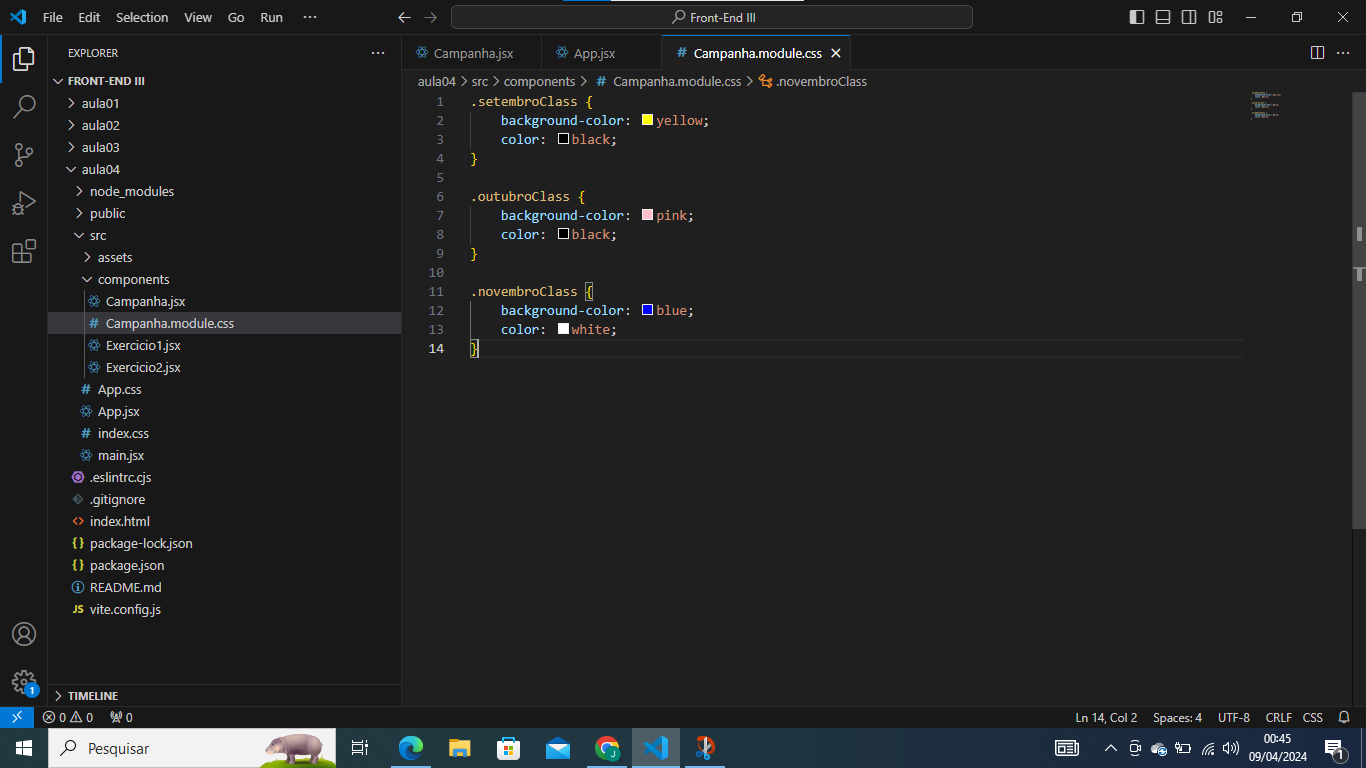 File Edit Selection View Go Run ··· Front-End III
EXPLORER ···
FRONT-END III
aula01
aula02
aula03
aula04
node_modules
public
src
assets
components
Campanha.jsx
Campanha.module.css
Exercicio1.jsx
Exercicio2.jsx
App.css
App.jsx
index.css
main.jsx
.eslintrc.cjs
.gitignore
index.html
package-lock.json
package.json
README.md
JS vite.config.js
TIMELINE
Campanha.jsx App.jsx # Campanha.module.css
aula04 > src > components > # Campanha.module.css > .novembroClass
1 .setembroClass {
2 background-color: yellow;
3 color: black;
4 }
5
6 .outubroClass {
7 background-color: pink;
8 color: black;
9 }
10
11 .novembroClass {
12 background-color: blue;
13 color: white;
14 }
1
0 0 0 Ln 14, Col 2 Spaces: 4 UTF-8 CRLF CSS
Pesquisar
00:45
09/04/2024
1